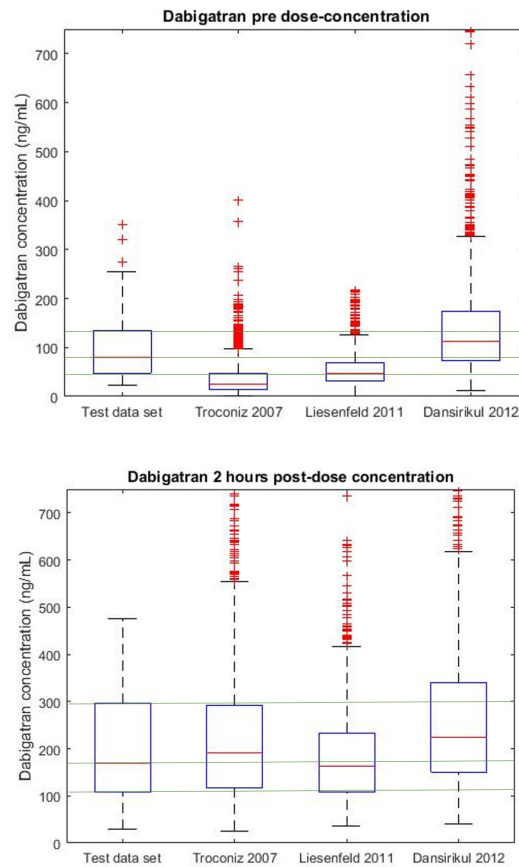 Dabigatran pre dose-concentration
Dabigatran concentration (ng/mL)
700
600
500
400
300
200
100
0
Test data set Troconiz 2007 Liesenfeld 2011 Dansirikul 2012
Dabigatran 2 hours post-dose concentration
Dabigatran concentration (ng/mL)
700
600
500
400
300
200
100
0
Test data set Troconiz 2007 Liesenfeld 2011 Dansirikul 2012